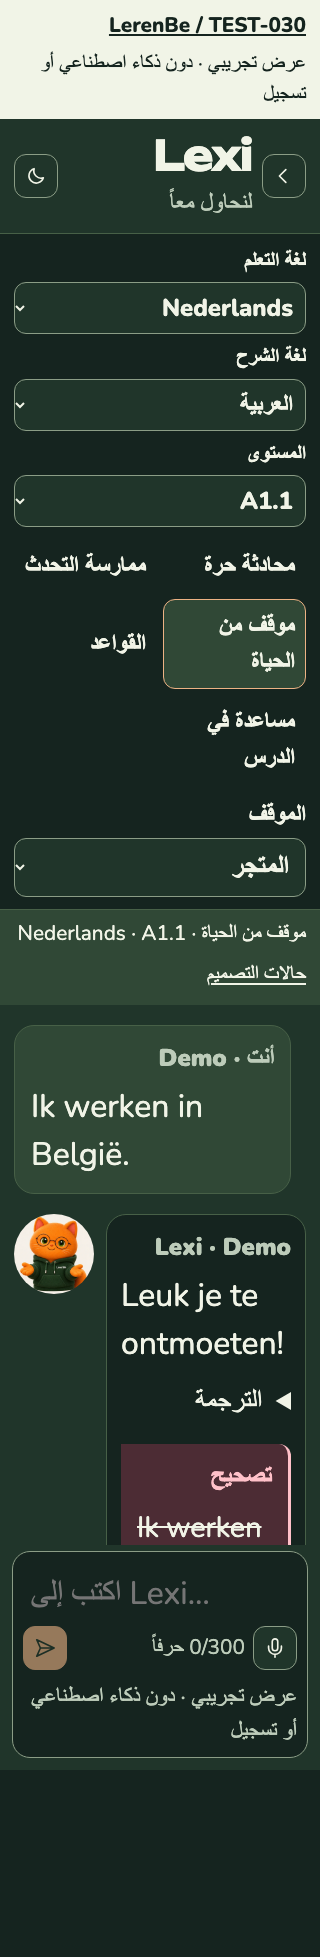 LerenBe / TEST-030
عرض تجريبي · دون ذكاء اصطناعي أو
تسجيل
Lexi
لنحاول معاً
لغة التعلم
Nederlands
لغة الشرح
العربية
المستوى
A1.1
محادثة حرة
ممارسة التحدث
موقف من
الحياة
القواعد
مساعدة في
الدرس
الموقف
المتجر
موقف من الحياة · Nederlands · A1.1
حالات التصميم
أنت · Demo
Ik werken in
België.
Lexi · Demo
Leuk je te
ontmoeten!
الترجمة
تصحيح
Ik werken
اكتب إلى Lexi...
0/300 حرفاً
عرض تجريبي · دون ذكاء اصطناعي
أو تسجيل